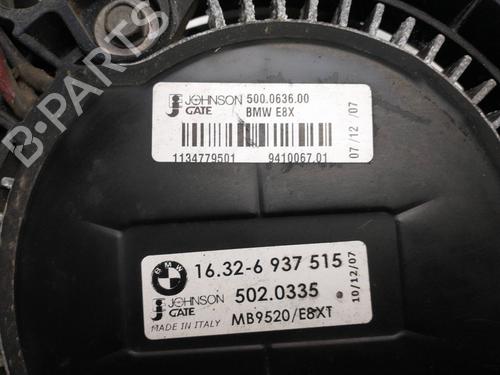 JOHNSON GATE 500.0636.00
BMW E8X
1134779501 9410067.01
07/12 /07
BMW 16.32-6 937 515
JOHNSON GATE 502.0335
MADE IN ITALY MB9520/E8XT
10/12/07
B-PARTS